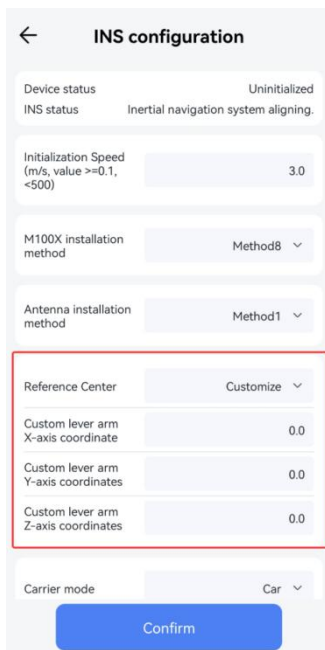 INS configuration
Device status Uninitialized
INS status Inertial navigation system aligning.
Initialization Speed
(m/s, value >=0.1,
<500)
3.0
M100X installation
method
Method8
Antenna installation
method
Method1
Reference Center Customize
Custom lever arm
X-axis coordinate
0.0
Custom lever arm
Y-axis coordinates
0.0
Custom lever arm
Z-axis coordinates
0.0
Carrier mode Car
Confirm